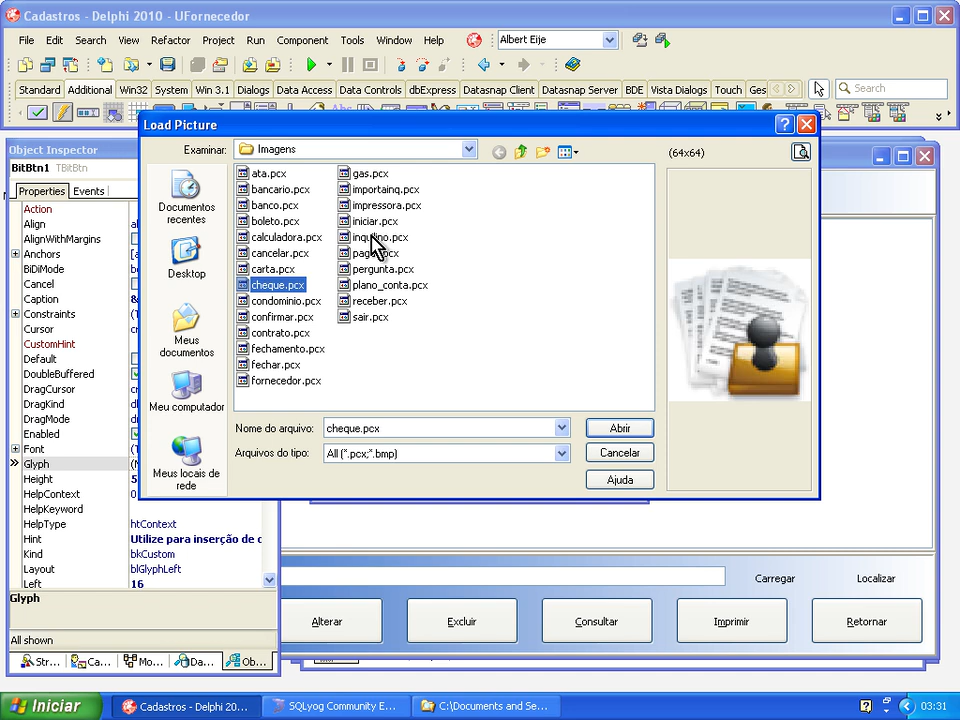 Cadastros - Delphi 2010 - UFornecedor
File Edit Search View Refactor Project Run Component Tools Window Help Albert Eije
Standard Additional Win32 System Win 3.1 Dialogs Data Access Data Controls dbExpress Datasnap Client Datasnap Server BDE Vista Dialogs Touch Ges Search
Load Picture
Object Inspector
BitBtn1 TBitBtn
Properties Events
Action
Align
AlignWithMargins
Anchors
BiDiMode
Cancel
Caption
Constraints
Cursor
CustomHint
Default
DoubleBuffered
DragCursor
DragKind
DragMode
Enabled
Font
Glyph
Height 5
HelpContext 0
HelpKeyword
HelpType htContext
Hint Utilize para inserção de
Kind bkCustom
Layout blGlyphLeft
Left 16
Glyph
All shown
Str... Ca... Mo... Da... Ob...
Examinar: Imagens (64x64)
Documentos recentes
Desktop
Meus documentos
Meu computador
Meus locais de rede
ata.pcx
bancario.pcx
banco.pcx
boleto.pcx
calculadora.pcx
cancelar.pcx
carta.pcx
cheque.pcx
condominio.pcx
confirmar.pcx
contrato.pcx
fechamento.pcx
fechar.pcx
fornecedor.pcx
gas.pcx
importainq.pcx
impressora.pcx
iniciar.pcx
pergunta.pcx
plano_conta.pcx
receber.pcx
sair.pcx
Nome do arquivo: cheque.pcx Abrir
Arquivos do tipo: All (*.pcx;*.bmp) Cancelar
Ajuda
Carregar Localizar
Alterar Excluir Consultar Imprimir Retornar
Iniciar Cadastros - Delphi 20... SQLyog Community E... C:\Documents and Se... 03:31